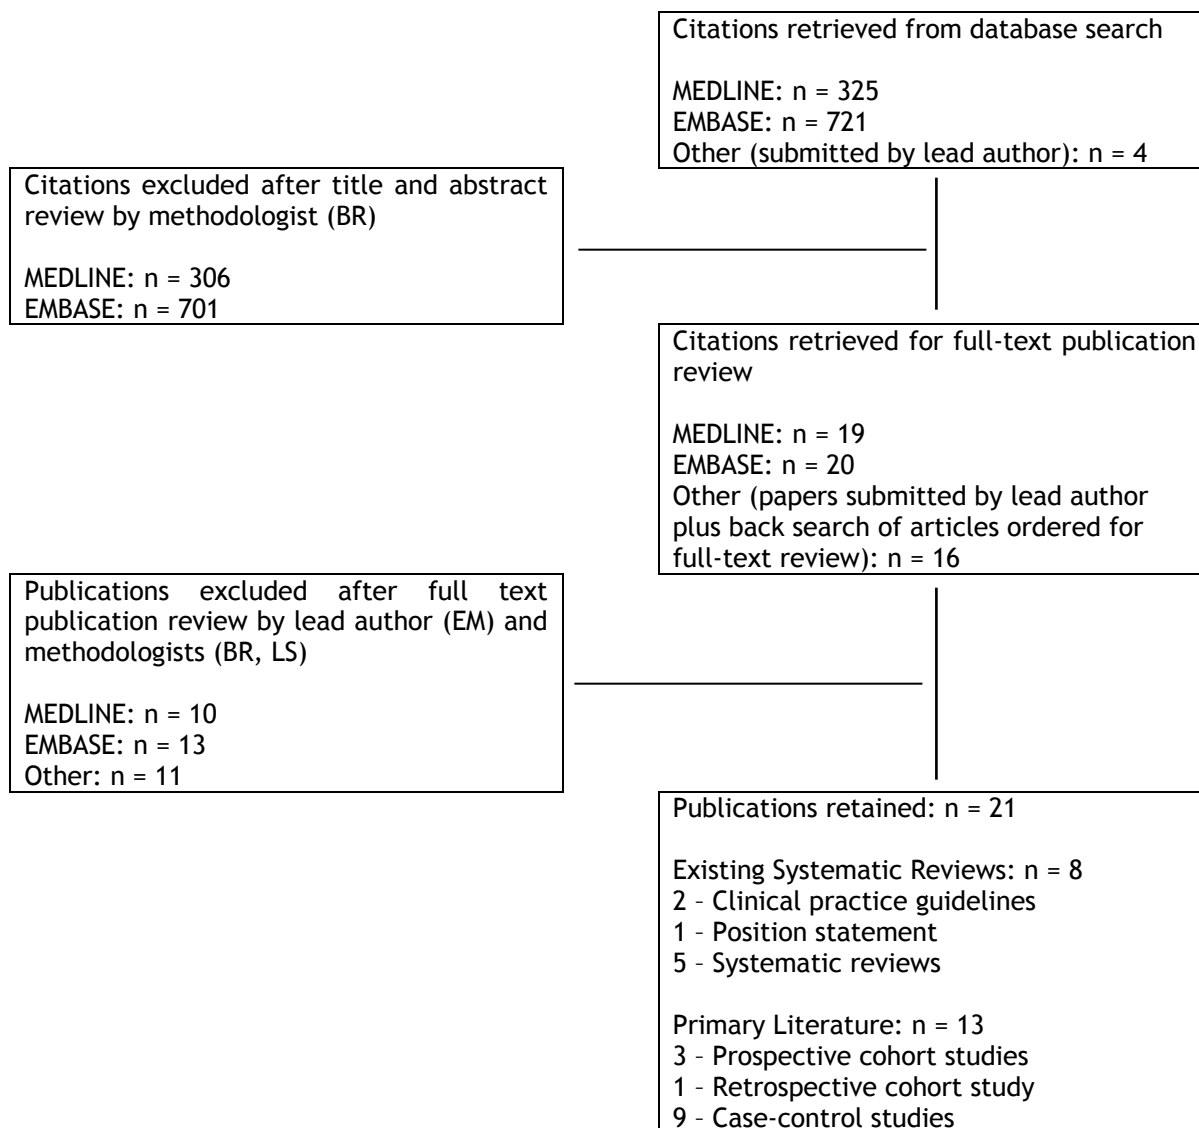 Citations retrieved from database search
MEDLINE: n = 325
EMBASE: n = 721
Other (submitted by lead author): n = 4
Citations excluded after title and abstract
review by methodologist (BR)
MEDLINE: n = 306
EMBASE: n = 701
Citations retrieved for full-text publication
review
MEDLINE: n = 19
EMBASE: n = 20
Other (papers submitted by lead author
plus back search of articles ordered for
full-text review): n = 16
Publications excluded after full text
publication review by lead author (EM) and
methodologists (BR, LS)
MEDLINE: n = 10
EMBASE: n = 13
Other: n = 11
Publications retained: n = 21
Existing Systematic Reviews: n = 8
2 – Clinical practice guidelines
1 – Position statement
5 – Systematic reviews
Primary Literature: n = 13
3 – Prospective cohort studies
1 – Retrospective cohort study
9 – Case-control studies